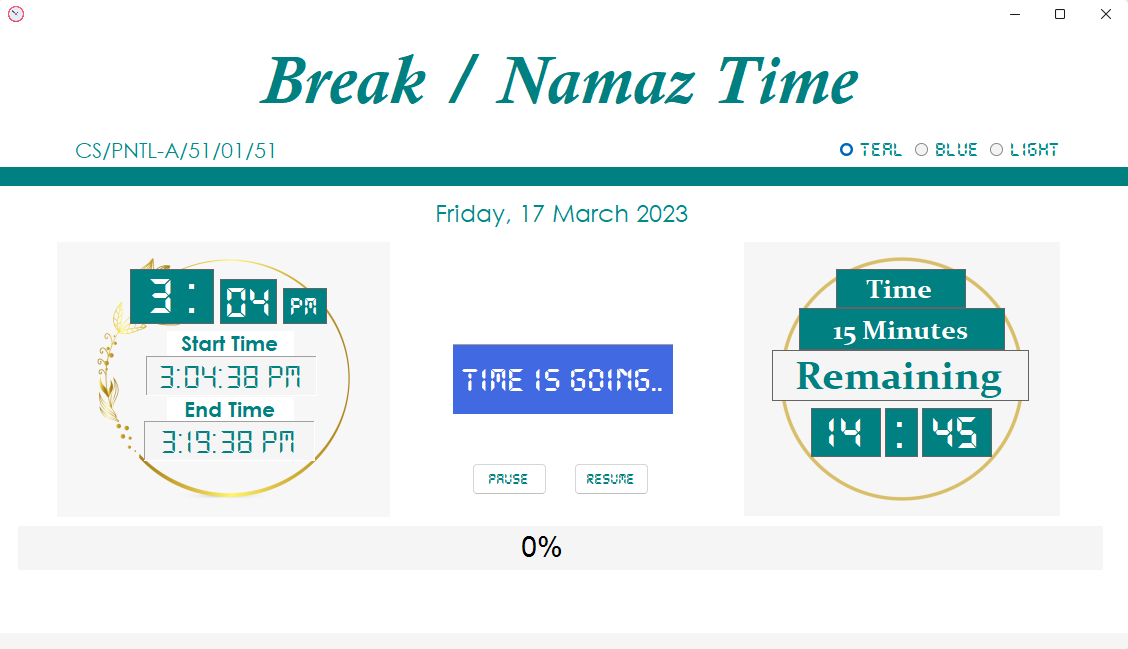 Break / Namaz Time
CS/PNTL-A/51/01/51
TEAL BLUE LIGHT
Friday, 17 March 2023
3: 04 PM
Start Time
3:04:38 PM
End Time
3:19:38 PM
TIME IS GOING..
PAUSE RESUME
Time
15 Minutes
Remaining
14 : 45
0%